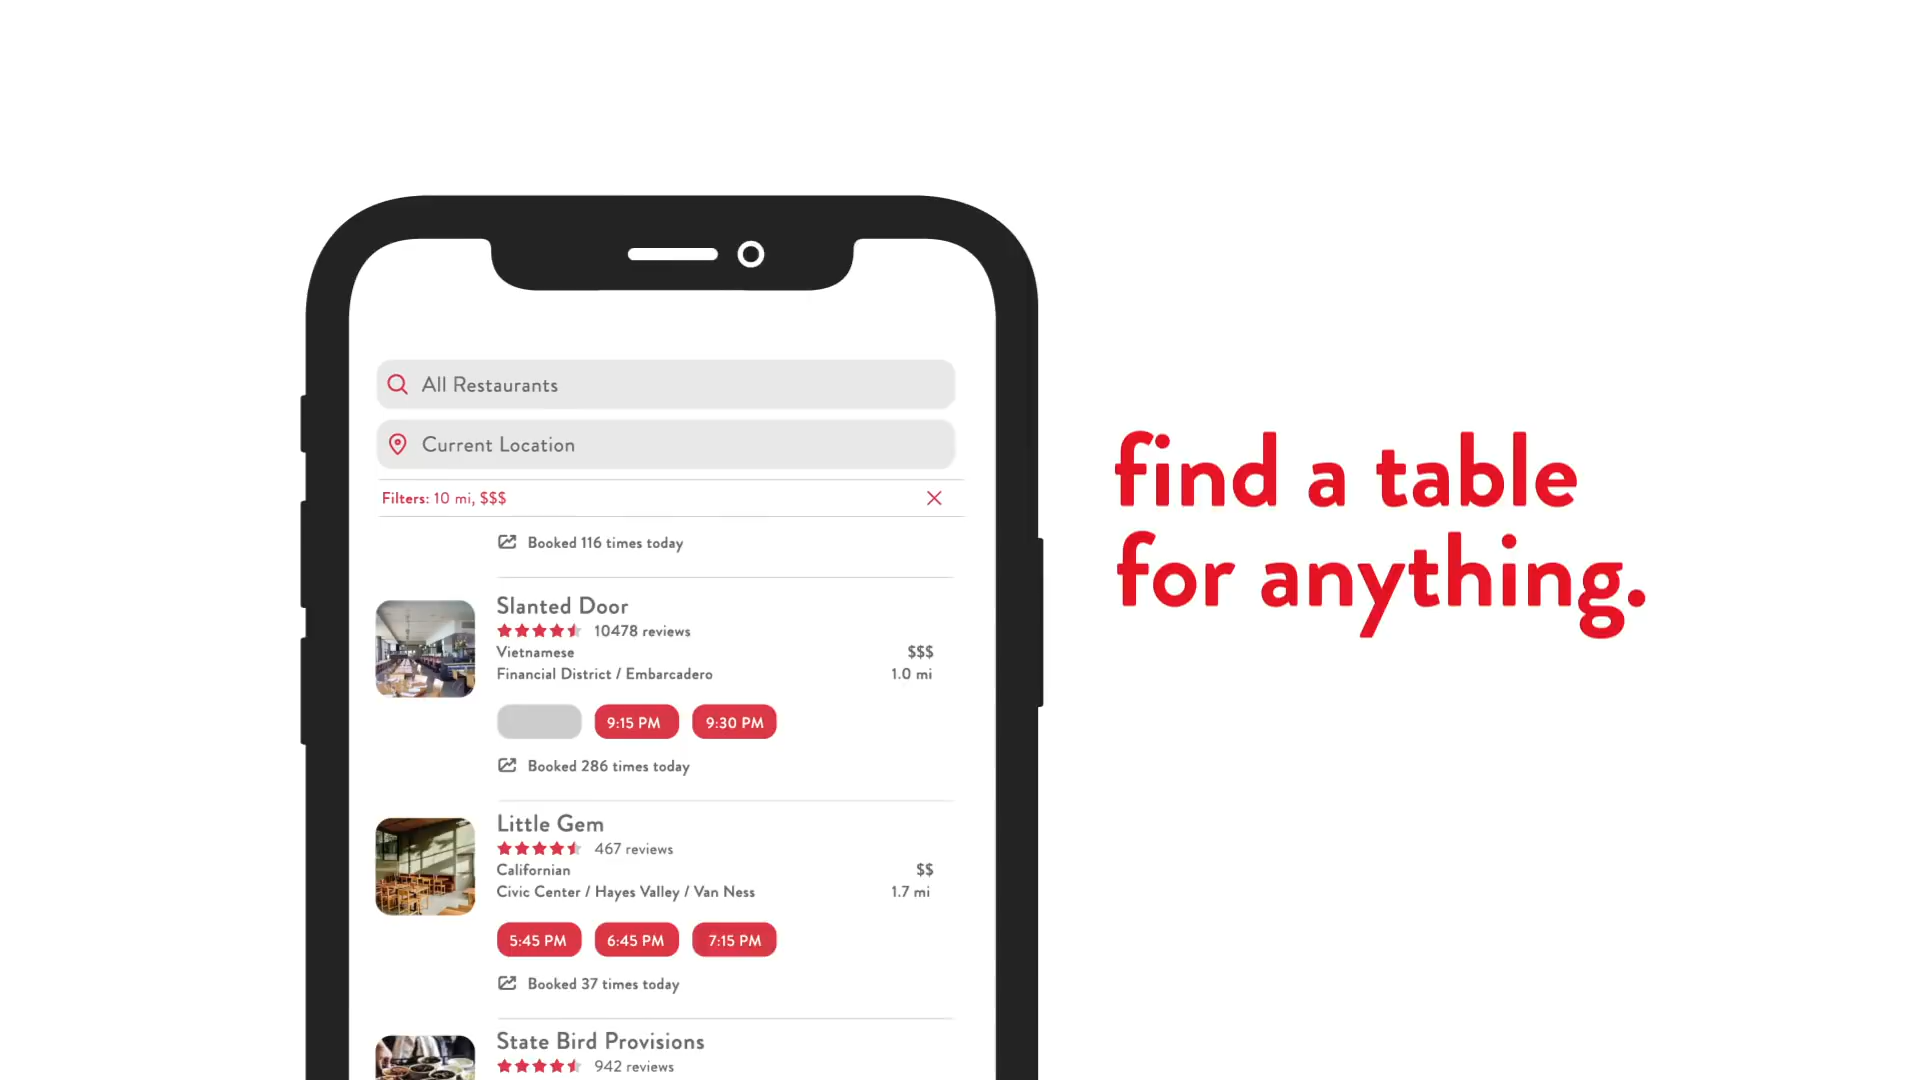 All Restaurants
Current Location
Filters: 10 mi, $$$
Booked 116 times today
Slanted Door
10478 reviews
Vietnamese
$$$
Financial District / Embarcadero
1.0 mi
9:15 PM
9:30 PM
Booked 286 times today
Little Gem
467 reviews
Californian
$$
Civic Center / Hayes Valley / Van Ness
1.7 mi
5:45 PM
6:45 PM
7:15 PM
Booked 37 times today
State Bird Provisions
942 reviews
find a table
for anything.